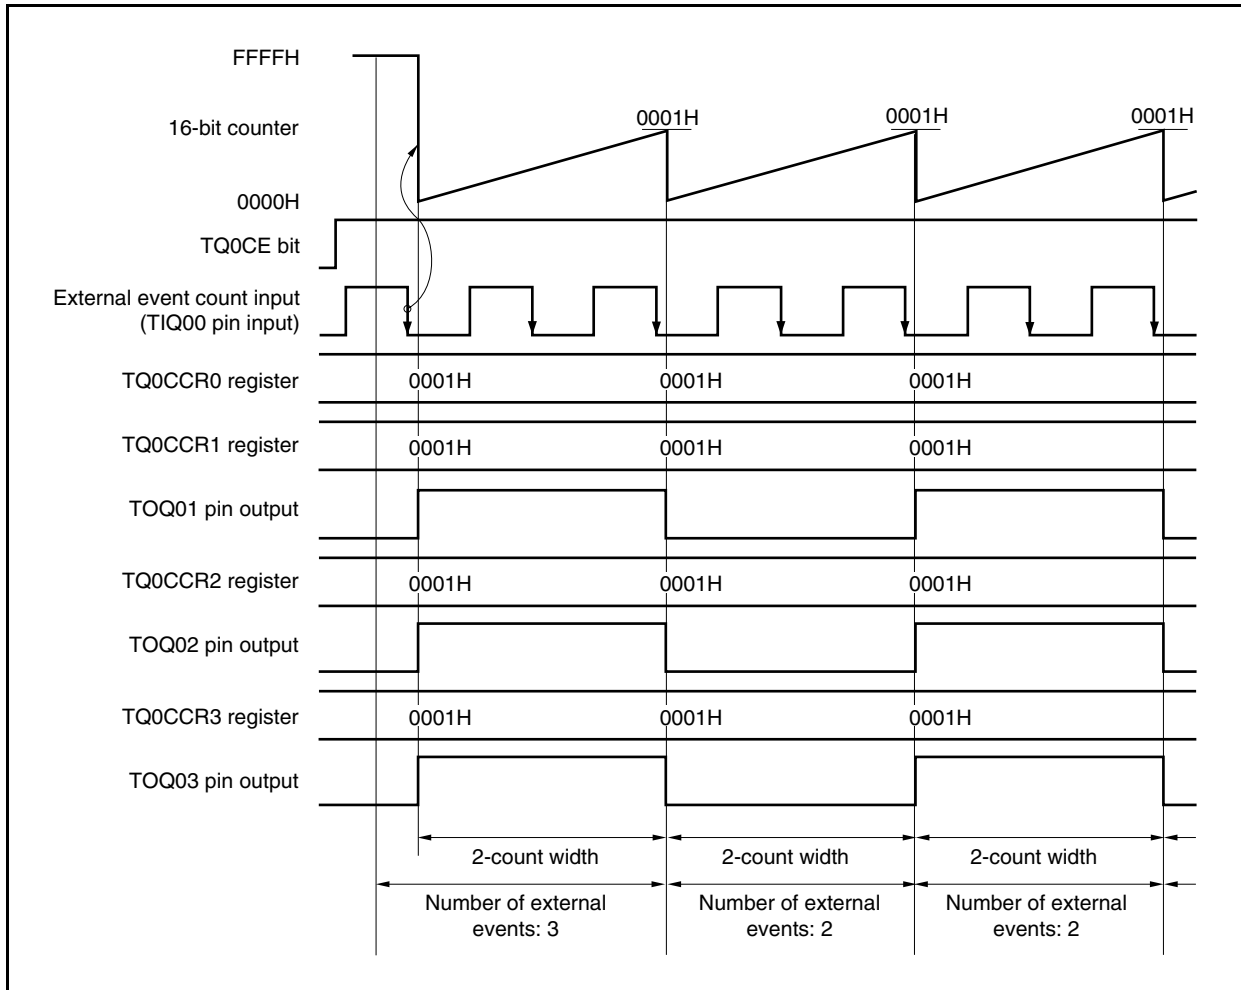 FFFFH
16-bit counter
0001H 0001H 0001H
0000H
TQ0CE bit
External event count input
(TIQ00 pin input)
TQ0CCR0 register 0001H 0001H 0001H
TQ0CCR1 register 0001H 0001H 0001H
TOQ01 pin output
TQ0CCR2 register 0001H 0001H 0001H
TOQ02 pin output
TQ0CCR3 register 0001H 0001H 0001H
TOQ03 pin output
2-count width 2-count width 2-count width
Number of external Number of external Number of external
events: 3 events: 2 events: 2